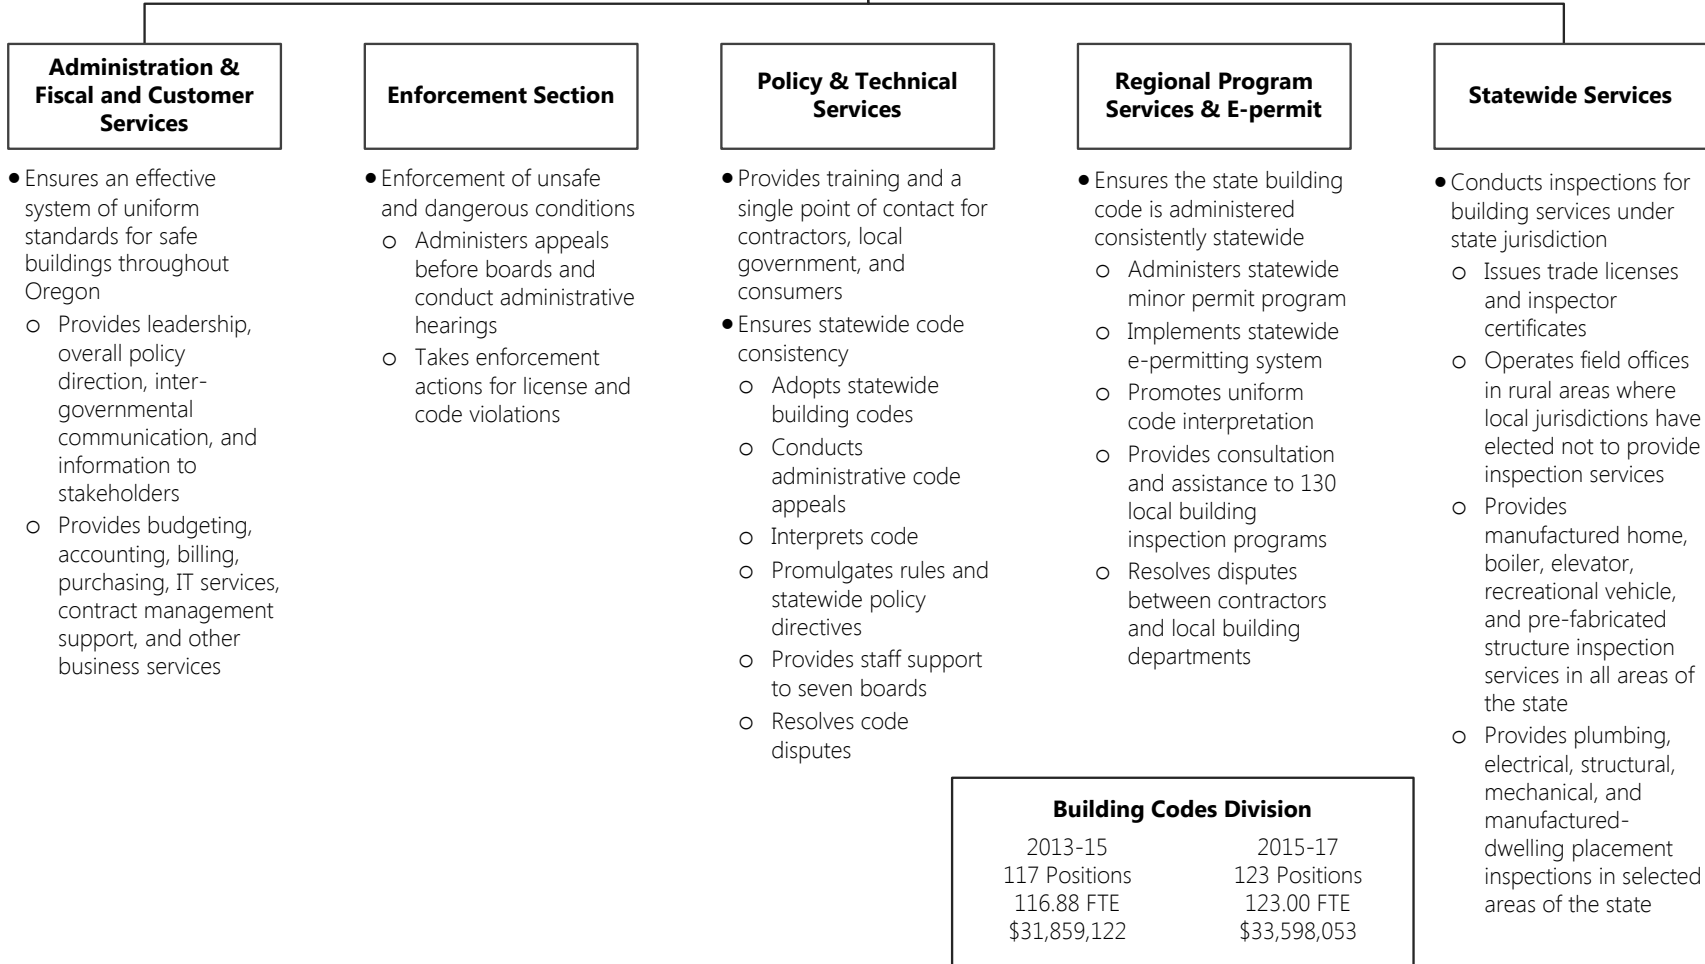 Administration &
Fiscal and Customer
Services
• Ensures an effective
system of uniform
standards for safe
buildings throughout
Oregon
o Provides leadership,
overall policy
direction, inter-
governmental
communication, and
information to
stakeholders
o Provides budgeting,
accounting, billing,
purchasing, IT services,
contract management
support, and other
business services
Enforcement Section
• Enforcement of unsafe
and dangerous conditions
o Administers appeals
before boards and
conduct administrative
hearings
o Takes enforcement
actions for license and
code violations
Policy & Technical
Services
• Provides training and a
single point of contact for
contractors, local
government, and
consumers
• Ensures statewide code
consistency
o Adopts statewide
building codes
o Conducts
administrative code
appeals
o Interprets code
o Promulgates rules and
statewide policy
directives
o Provides staff support
to seven boards
o Resolves code
disputes
Regional Program
Services & E-permit
• Ensures the state building
code is administered
consistently statewide
o Administers statewide
minor permit program
o Implements statewide
e-permitting system
o Promotes uniform
code interpretation
o Provides consultation
and assistance to 130
local building
inspection programs
o Resolves disputes
between contractors
and local building
departments
Statewide Services
• Conducts inspections for
building services under
state jurisdiction
o Issues trade licenses
and inspector
certificates
o Operates field offices
in rural areas where
local jurisdictions have
elected not to provide
inspection services
o Provides
manufactured home,
boiler, elevator,
recreational vehicle,
and pre-fabricated
structure inspection
services in all areas of
the state
o Provides plumbing,
electrical, structural,
mechanical, and
manufactured-
dwelling placement
inspections in selected
areas of the state
Building Codes Division
2013-15 2015-17
117 Positions 123 Positions
116.88 FTE 123.00 FTE
$31,859,122 $33,598,053